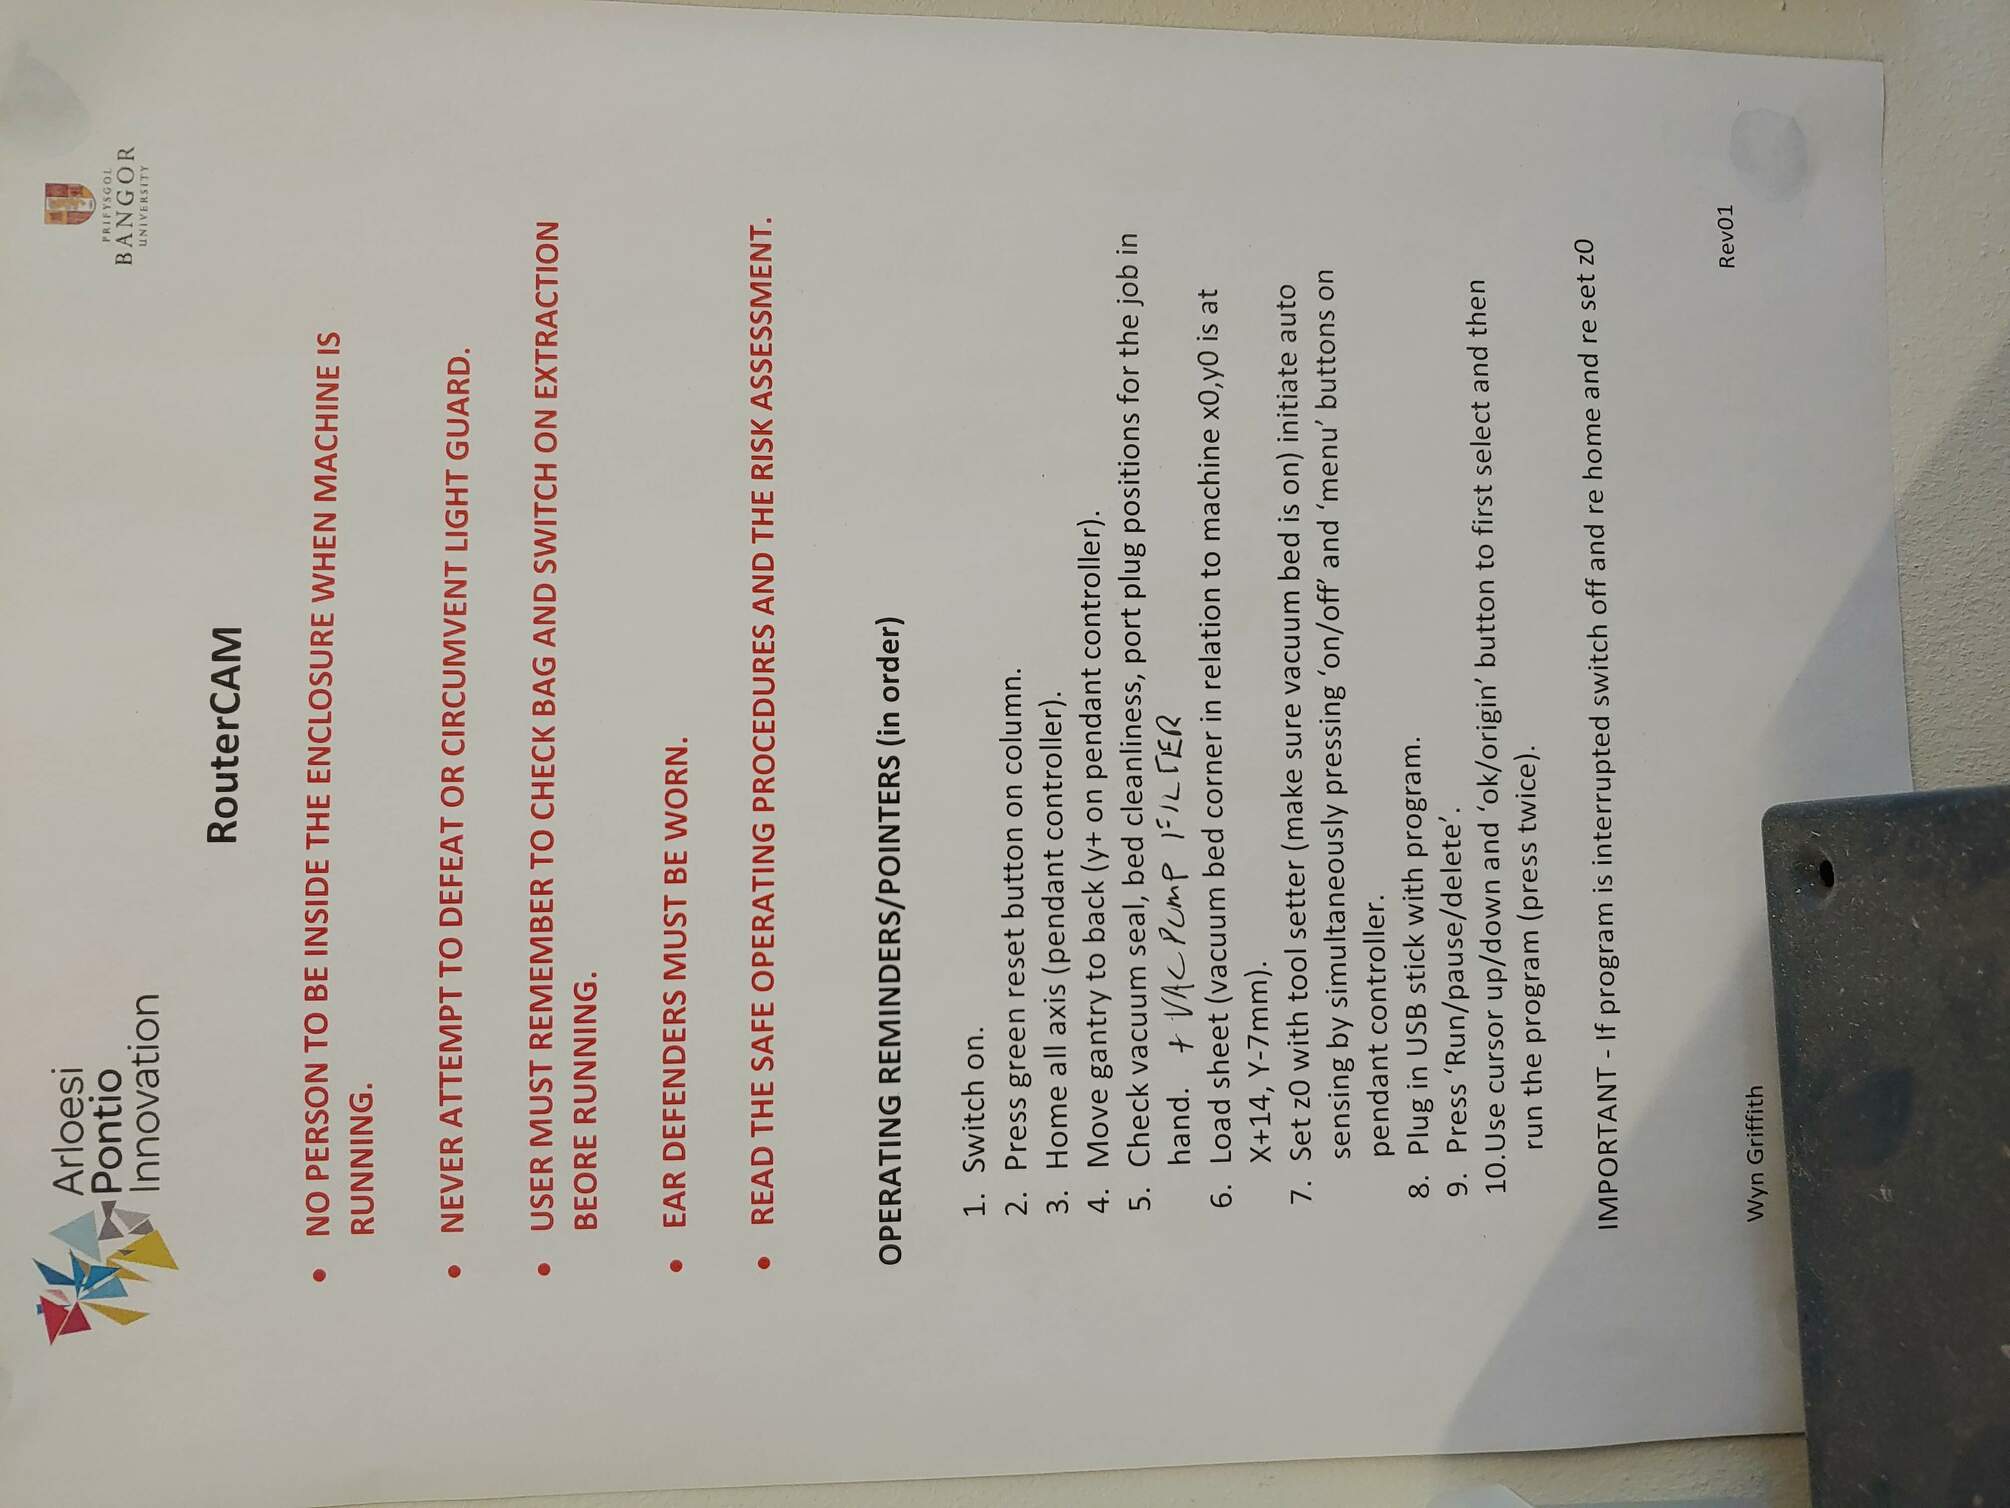 Arloesi
Pontio
Innovation
PRIFYSGOL
BANGOR
UNIVERSITY
RouterCAM
• NO PERSON TO BE INSIDE THE ENCLOSURE WHEN MACHINE IS
RUNNING.
• NEVER ATTEMPT TO DEFEAT OR CIRCUMVENT LIGHT GUARD.
• USER MUST REMEMBER TO CHECK BAG AND SWITCH ON EXTRACTION
BEORE RUNNING.
• EAR DEFENDERS MUST BE WORN.
• READ THE SAFE OPERATING PROCEDURES AND THE RISK ASSESSMENT.
OPERATING REMINDERS/POINTERS (in order)
1. Switch on.
2. Press green reset button on column.
3. Home all axis (pendant controller).
4. Move gantry to back (y+ on pendant controller).
5. Check vacuum seal, bed cleanliness, port plug positions for the job in
hand. + VAC PUMP FILTER
6. Load sheet (vacuum bed corner in relation to machine x0,y0 is at
X+14, Y-7mm).
7. Set z0 with tool setter (make sure vacuum bed is on) initiate auto
sensing by simultaneously pressing ‘on/off’ and ‘menu’ buttons on
pendant controller.
8. Plug in USB stick with program.
9. Press ‘Run/pause/delete’.
10.Use cursor up/down and ‘ok/origin’ button to first select and then
run the program (press twice).
IMPORTANT - If program is interrupted switch off and re home and re set z0
Rev01
Wyn Griffith